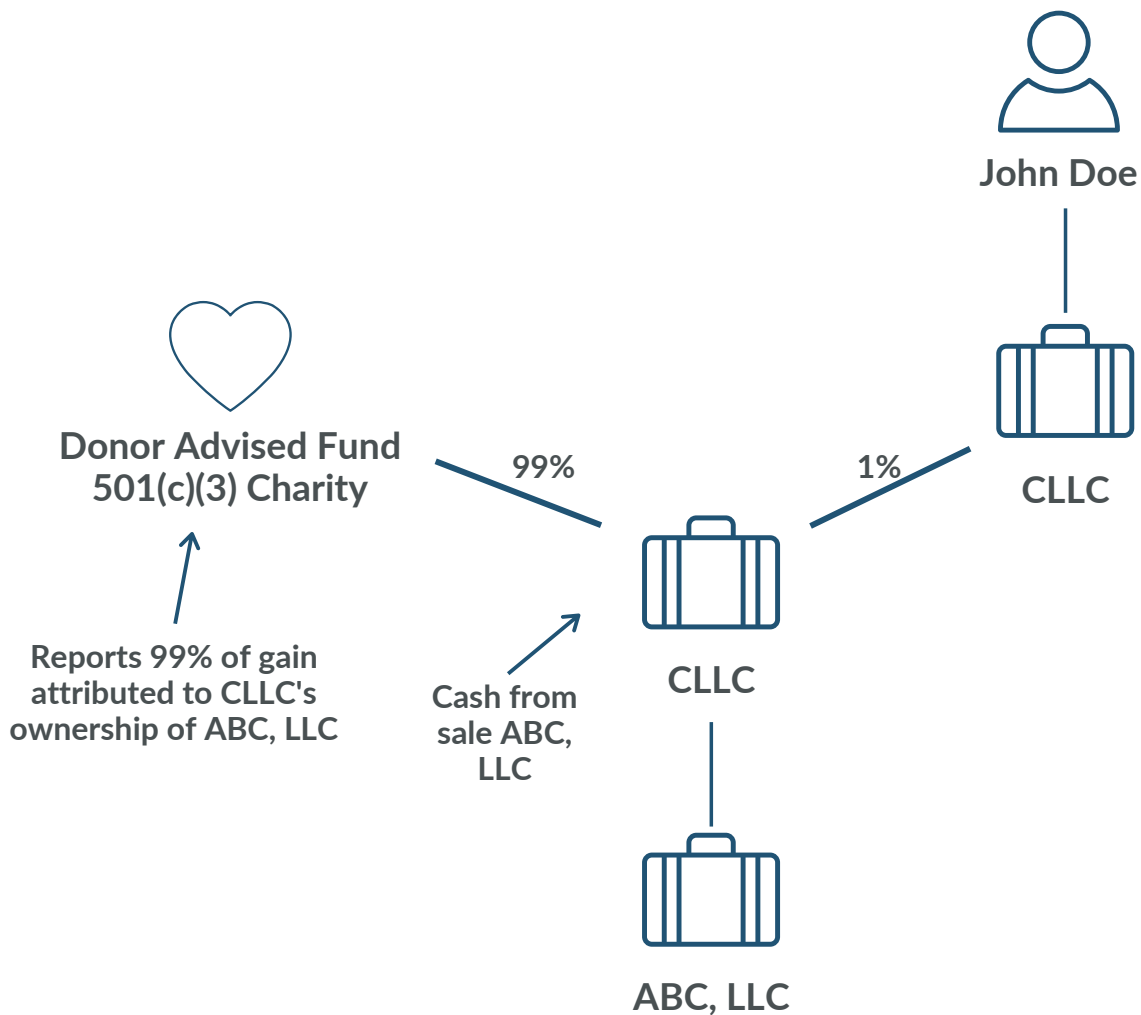 John Doe
CLLC
99%
1%
Donor Advised Fund
501(c)(3) Charity
CLLC
Reports 99% of gain
attributed to CLLC's
ownership of ABC, LLC
Cash from
sale ABC,
LLC
ABC, LLC